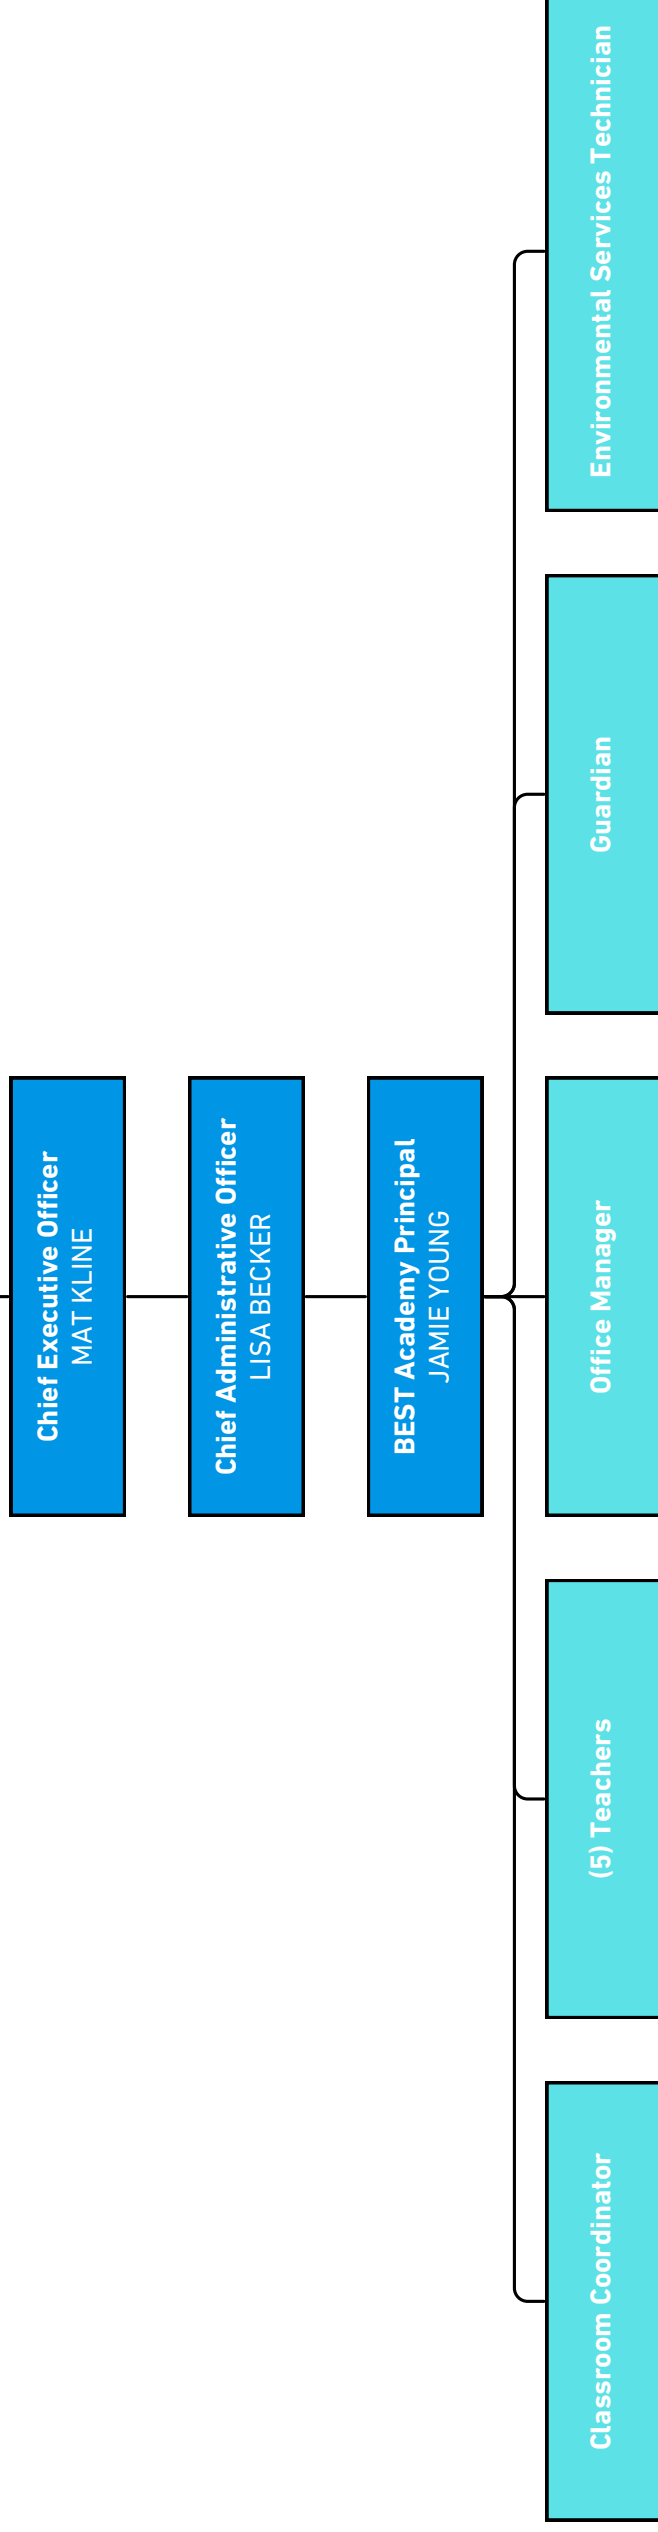 Chief Executive Officer
MAT KLINE
Chief Administrative Officer
LISA BECKER
BEST Academy Principal
JAMIE YOUNG
Classroom Coordinator
(5) Teachers
Office Manager
Guardian
Environmental Services Technician